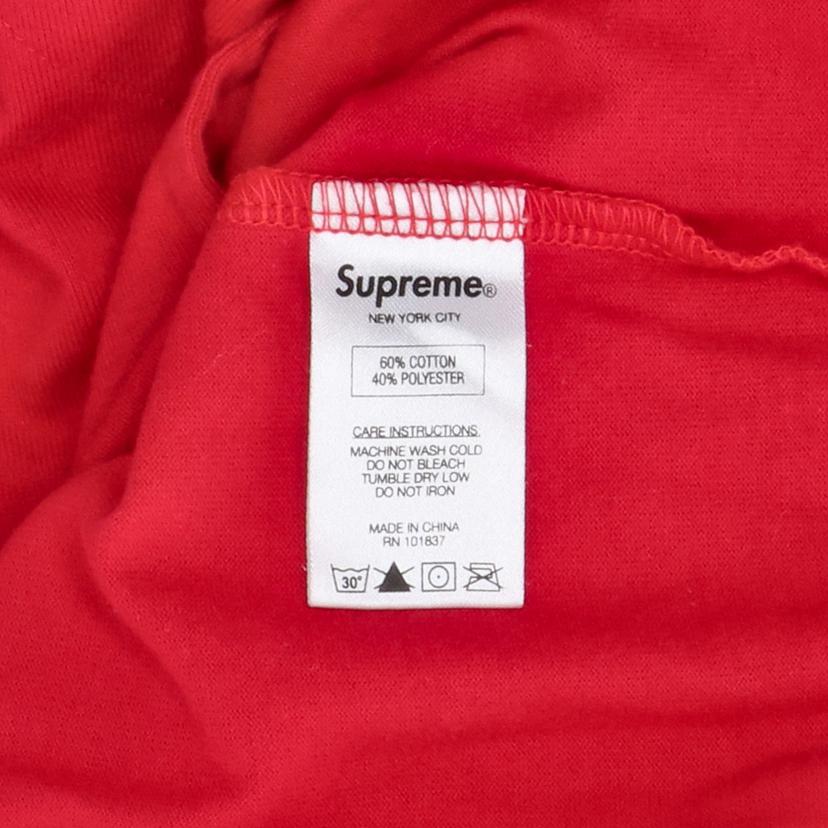 Supreme®
NEW YORK CITY
60% COTTON
40% POLYESTER
CARE INSTRUCTIONS
MACHINE WASH COLD
DO NOT BLEACH
TUMBLE DRY LOW
DO NOT IRON
MADE IN CHINA
RN 101837
30°